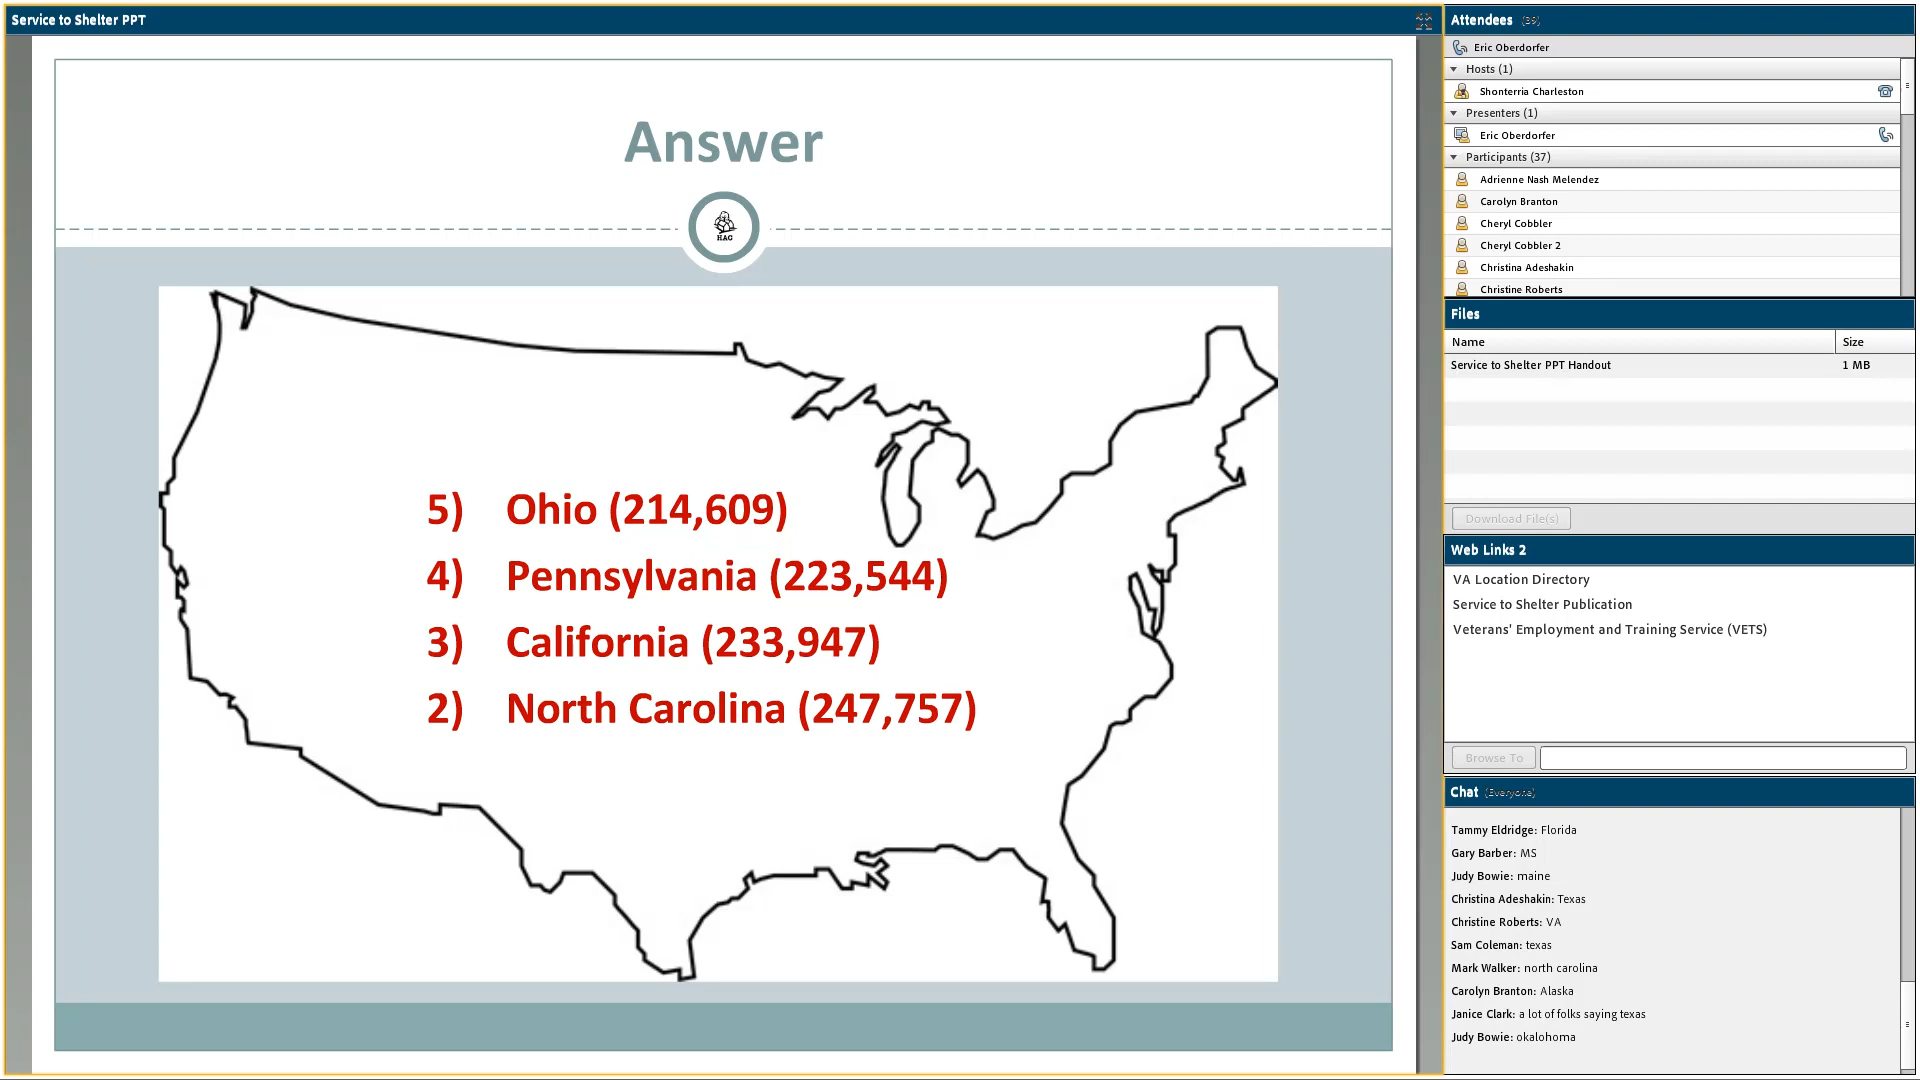 Service to Shelter PPT
Answer
HAC
5) Ohio (214,609)
4) Pennsylvania (223,544)
3) California (233,947)
2) North Carolina (247,757)
Attendees (39)
Eric Oberdorfer
Hosts (1)
Shonterria Charleston
Presenters (1)
Eric Oberdorfer
Participants (37)
Adrienne Nash Melendez
Carolyn Branton
Cheryl Cobbler
Cheryl Cobbler 2
Christina Adeshakin
Christine Roberts
Files
Name Size
Service to Shelter PPT Handout 1 MB
Download File(s)
Web Links 2
VA Location Directory
Service to Shelter Publication
Veterans' Employment and Training Service (VETS)
Browse To
Chat (Everyone)
Tammy Eldridge: Florida
Gary Barber: MS
Judy Bowie: maine
Christina Adeshakin: Texas
Christine Roberts: VA
Sam Coleman: texas
Mark Walker: north carolina
Carolyn Branton: Alaska
Janice Clark: a lot of folks saying texas
Judy Bowie: okalohoma